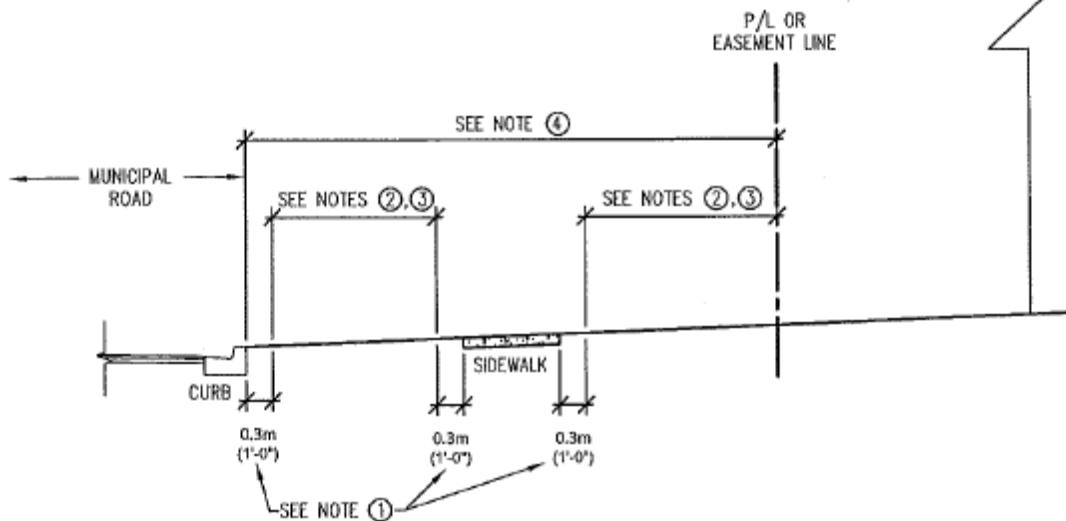 P/L OR
EASEMENT LINE
SEE NOTE ④
MUNICIPAL
ROAD
SEE NOTES ②,③
SEE NOTES ②,③
SIDEWALK
CURB
0.3m
(1'-0")
0.3m
(1'-0")
0.3m
(1'-0")
SEE NOTE ①